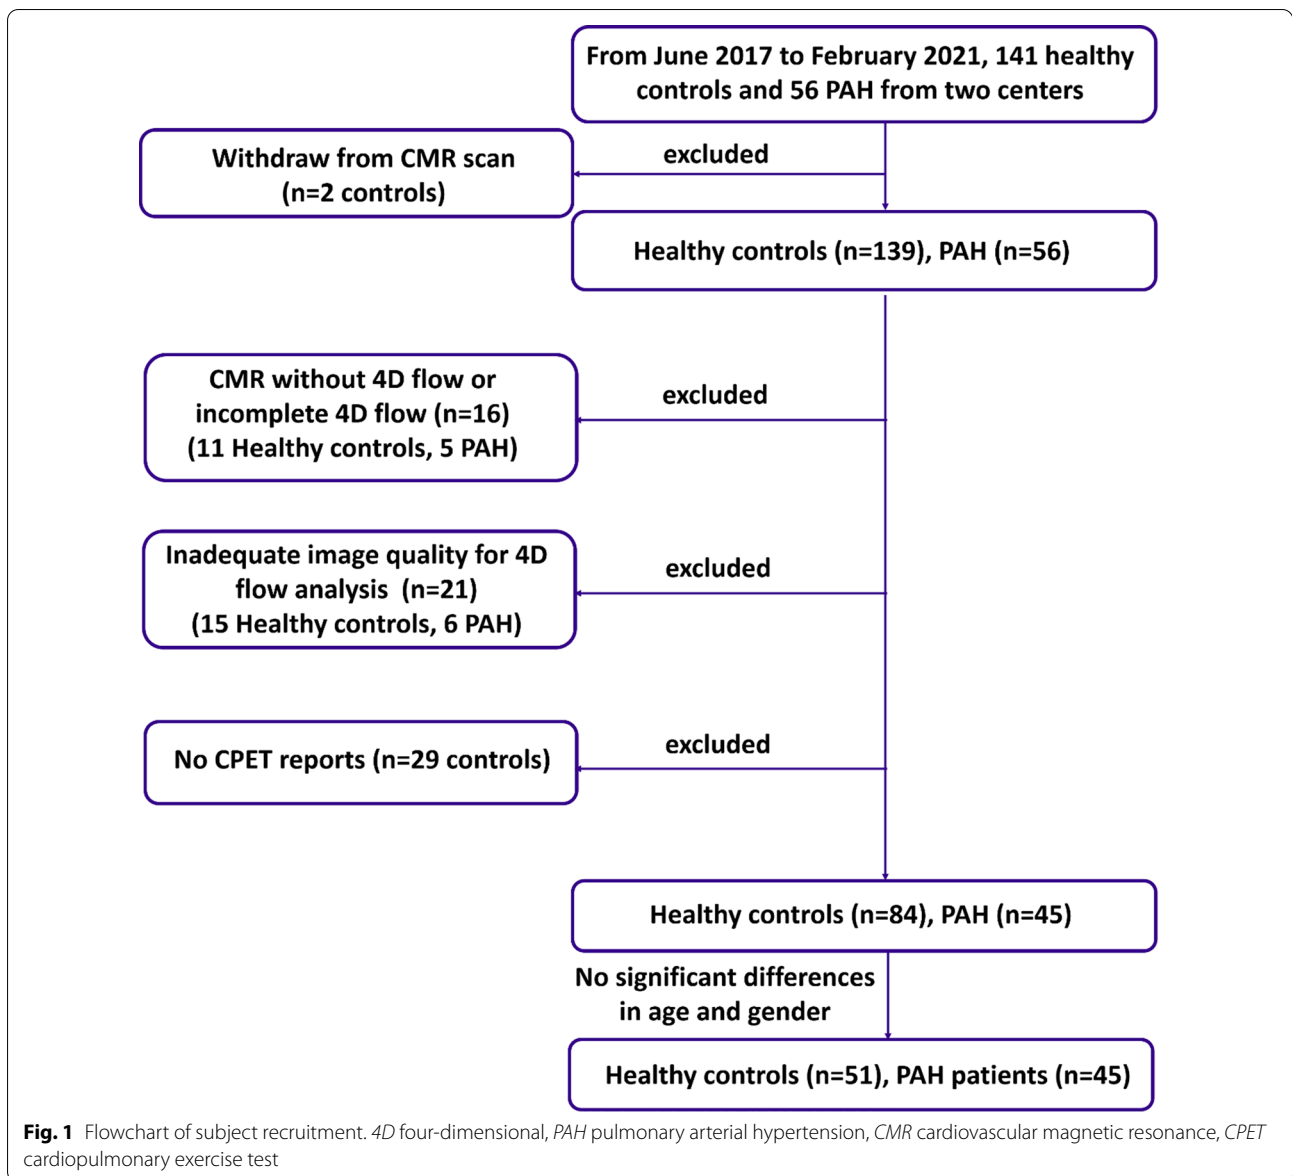 From June 2017 to February 2021, 141 healthy
controls and 56 PAH from two centers
excluded
Withdraw from CMR scan
(n=2 controls)
Healthy controls (n=139), PAH (n=56)
CMR without 4D flow or
incomplete 4D flow (n=16)
(11 Healthy controls, 5 PAH)
excluded
Inadequate image quality for 4D
flow analysis (n=21)
(15 Healthy controls, 6 PAH)
excluded
No CPET reports (n=29 controls)
excluded
Healthy controls (n=84), PAH (n=45)
No significant differences
in age and gender
Healthy controls (n=51), PAH patients (n=45)
Fig. 1 Flowchart of subject recruitment. 4D four-dimensional, PAH pulmonary arterial hypertension, CMR cardiovascular magnetic resonance, CPET
cardiopulmonary exercise test